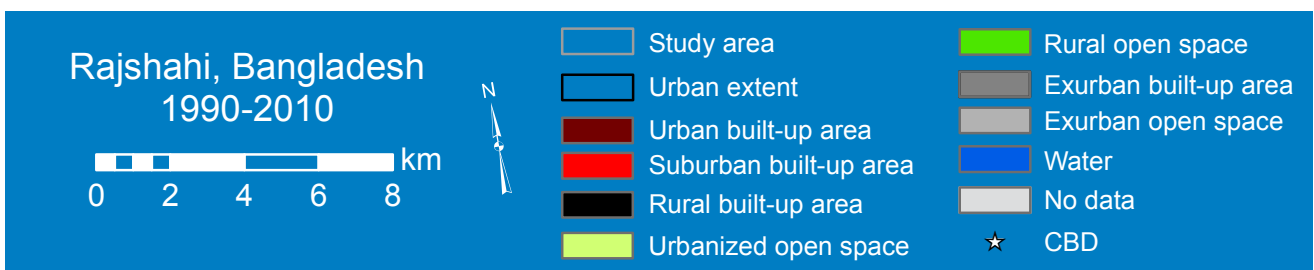 Rajshahi, Bangladesh
1990-2010
N
km
0 2 4 6 8
Study area
Urban extent
Urban built-up area
Suburban built-up area
Rural built-up area
Urbanized open space
Rural open space
Exurban built-up area
Exurban open space
Water
No data
CBD